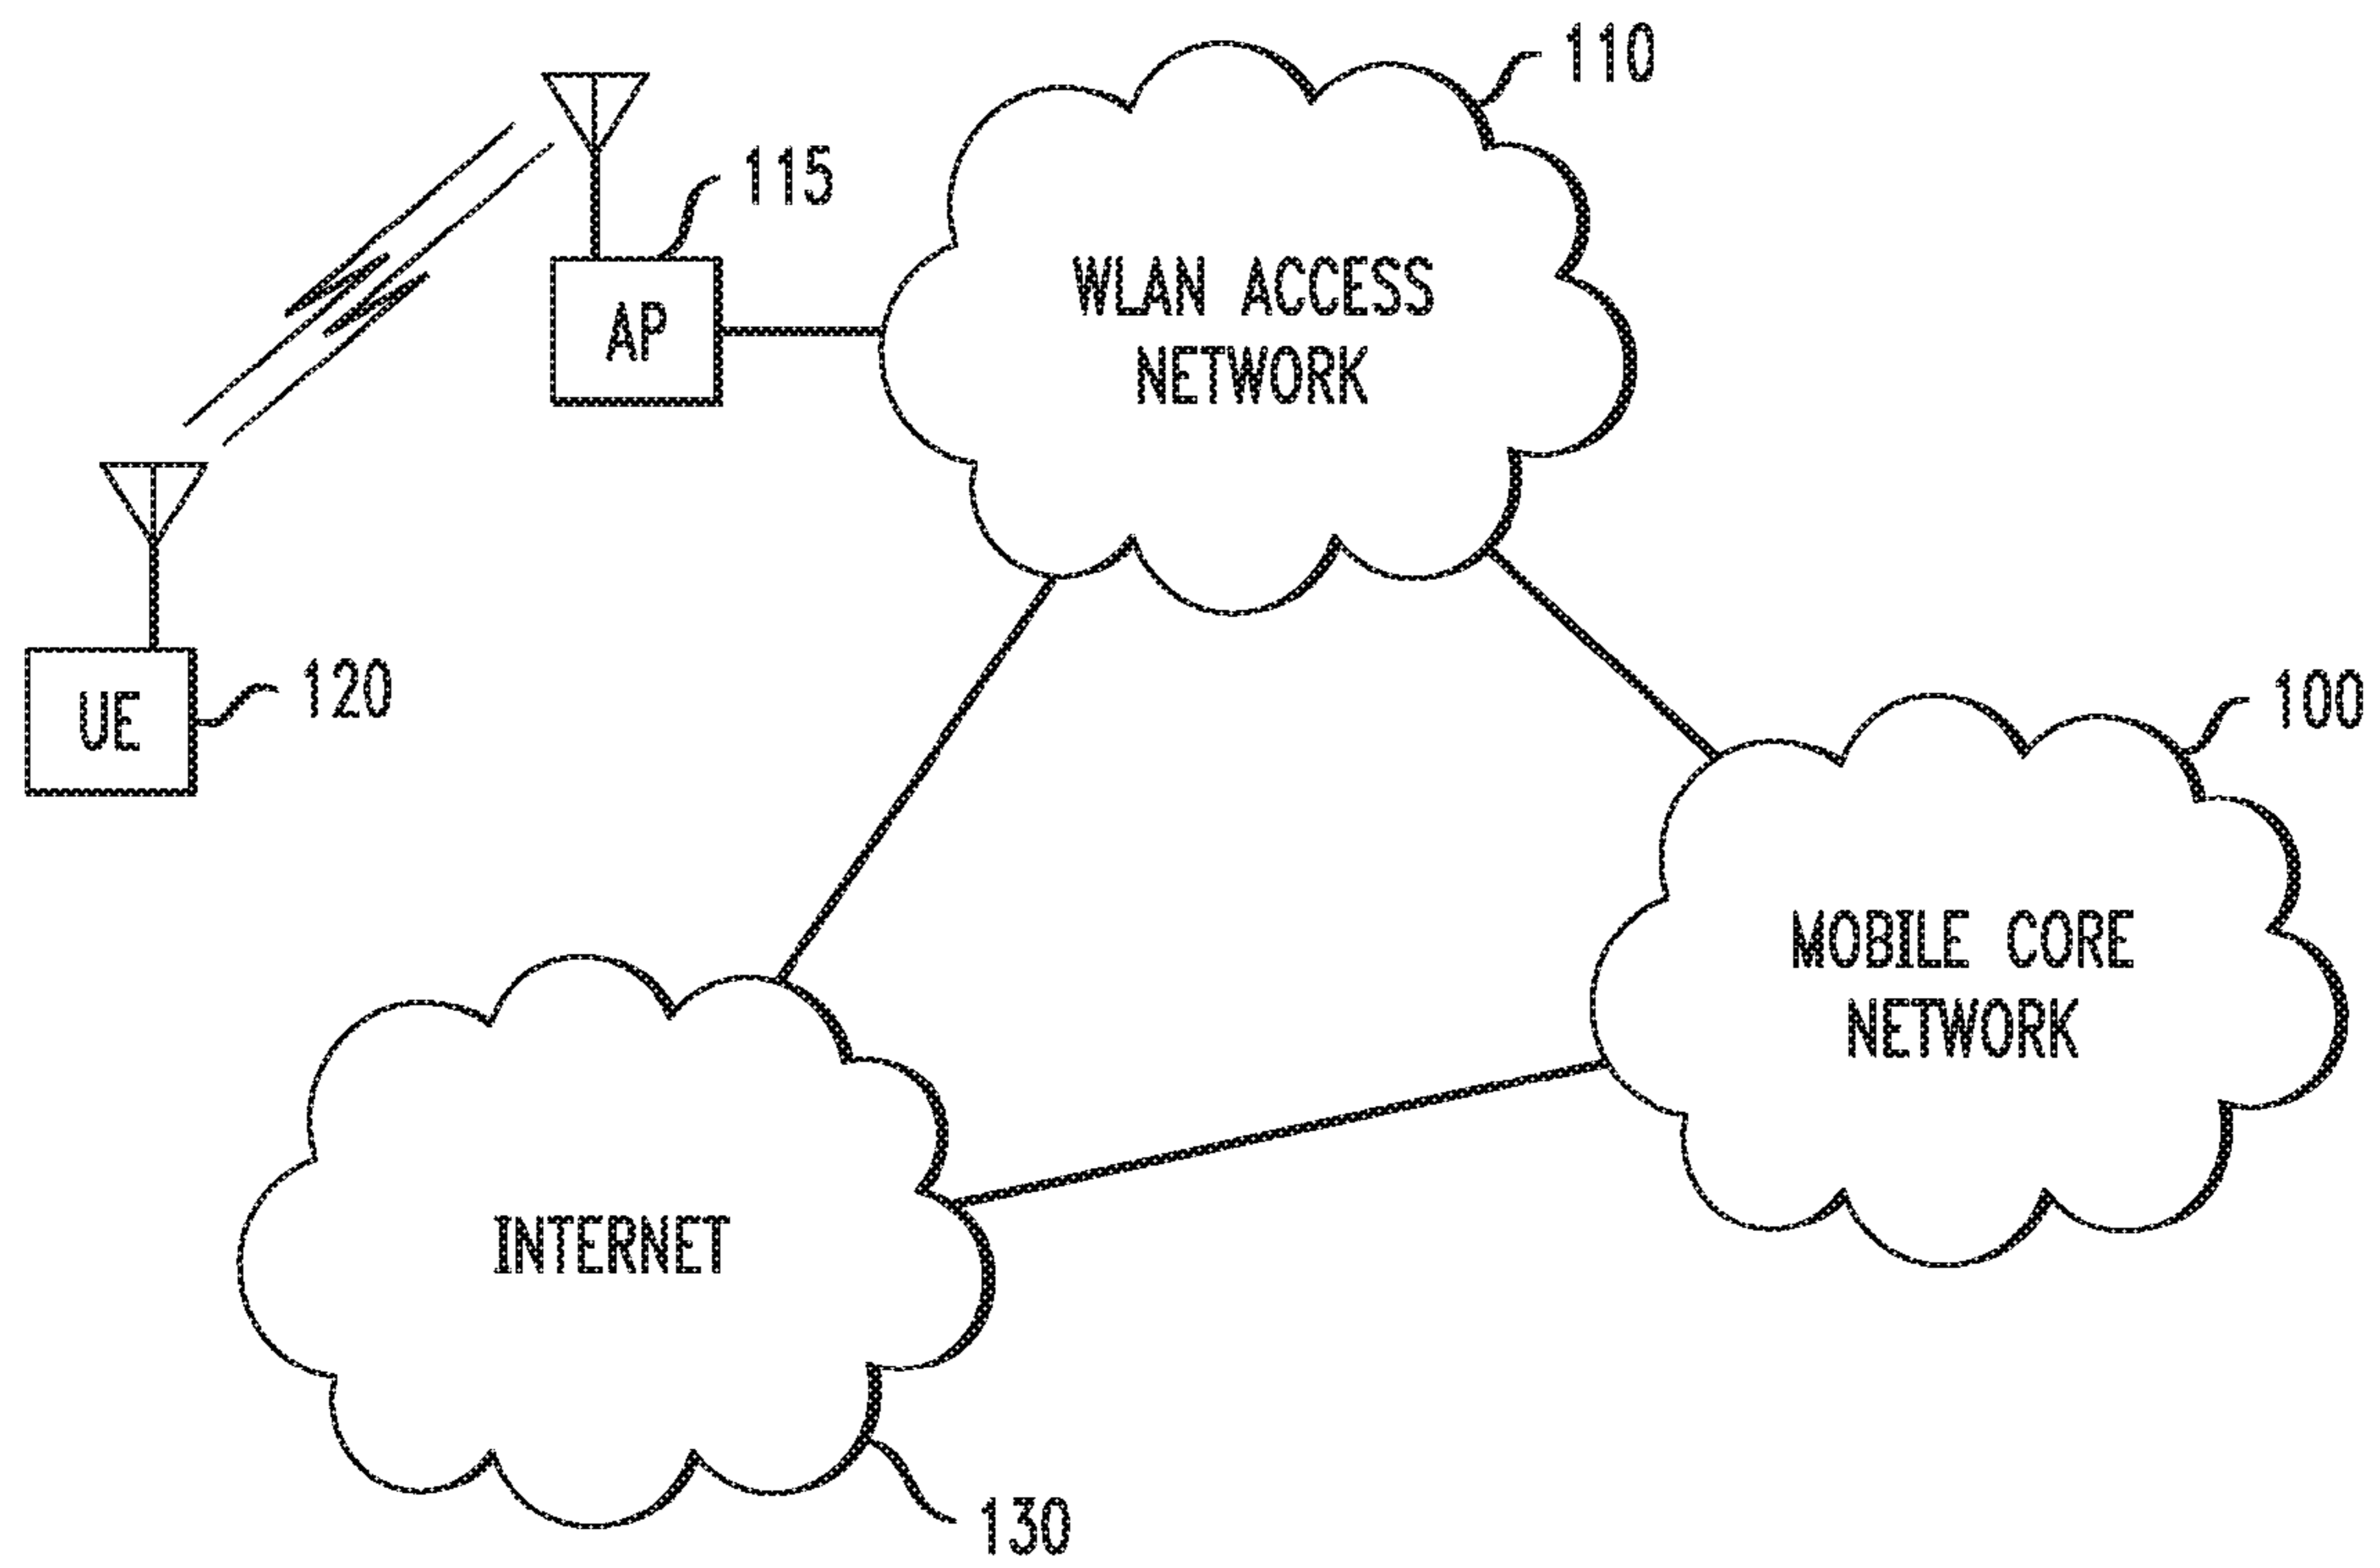 110
115
WLAN ACCESS
NETWORK
AP
120
UE
100
MOBILE CORE
NETWORK
INTERNET
130